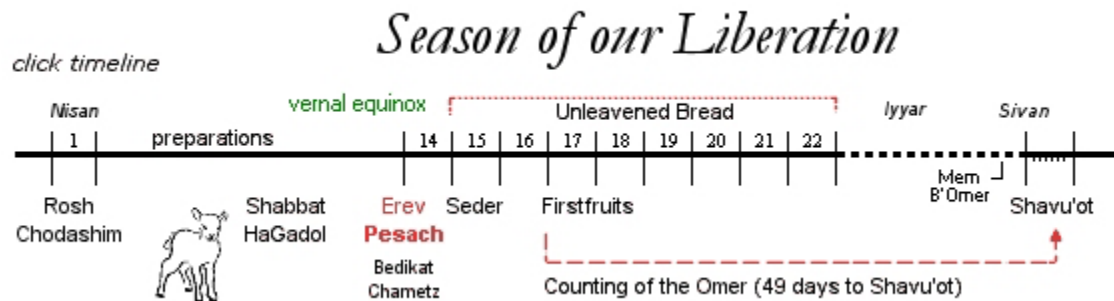 Season of our Liberation
click timeline
Nisan
vernal equinox
Unleavened Bread
Iyyar
Sivan
1
preparations
14 15 16 17 18 19 20 21 22
Mem
B'Omer
Rosh
Chodashim
Shabbat
HaGadol
Erev
Pesach
Bedikat
Chametz
Seder
Firstfruits
Shavu'ot
Counting of the Omer (49 days to Shavu'ot)